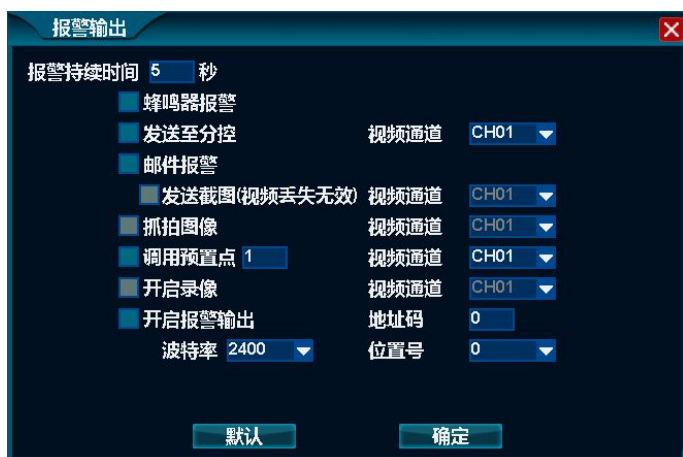 报警输出
报警持续时间 5 秒
蜂鸣器报警
发送至分控 视频通道 CH01
邮件报警
发送截图(视频丢失无效) 视频通道 CH01
抓拍图像 视频通道 CH01
调用预置点 1 视频通道 CH01
开启录像 视频通道 CH01
开启报警输出 地址码 0
波特率 2400 位置号 0
默认 确定